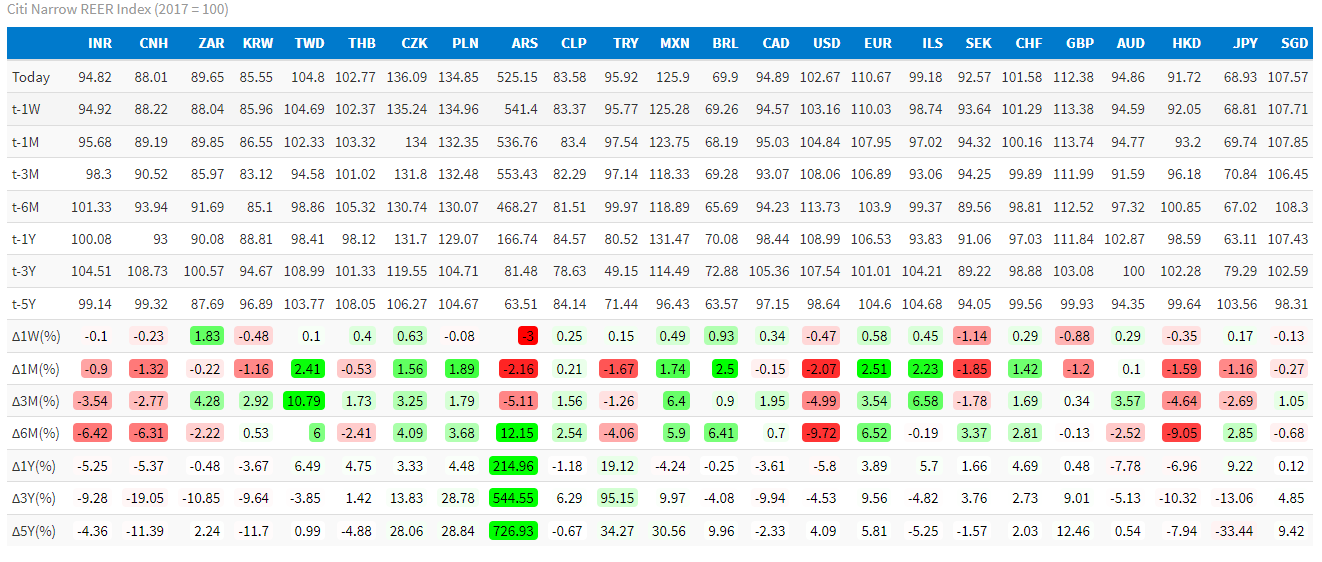 Citi Narrow REER Index (2017 = 100)
INR CNH ZAR KRW TWD THB CZK PLN ARS CLP TRY MXN BRL CAD USD EUR ILS SEK CHF GBP AUD HKD JPY SGD
Today 94.82 88.01 89.65 85.55 104.8 102.77 136.09 134.85 525.15 83.58 95.92 125.9 69.9 94.89 102.67 110.67 99.18 92.57 101.58 112.38 94.86 91.72 68.93 107.57
t-1W 94.92 88.22 88.04 85.96 104.69 102.37 135.24 134.96 541.4 83.37 95.77 125.28 69.26 94.57 103.16 110.03 98.74 93.64 101.29 113.38 94.59 92.05 68.81 107.71
t-1M 95.68 89.19 89.85 86.55 102.33 103.32 134 132.35 536.76 83.4 97.54 123.75 68.19 95.03 104.84 107.95 97.02 94.32 100.16 113.74 94.77 93.2 69.74 107.85
t-3M 98.3 90.52 85.97 83.12 94.58 101.02 131.8 132.48 553.43 82.29 97.14 118.33 69.28 93.07 108.06 106.89 93.06 94.25 99.89 111.99 91.59 96.18 70.84 106.45
t-6M 101.33 93.94 91.69 85.1 98.86 105.32 130.74 130.07 468.27 81.51 99.97 118.89 65.69 94.23 113.73 103.9 99.37 89.56 98.81 112.52 97.32 100.85 67.02 108.3
t-1Y 100.08 93 90.08 88.81 98.41 98.12 131.7 129.07 166.74 84.57 80.52 131.47 70.08 98.44 108.99 106.53 93.83 91.06 97.03 111.84 102.87 98.59 63.11 107.43
t-3Y 104.51 108.73 100.57 94.67 108.99 101.33 119.55 104.71 81.48 78.63 49.15 114.49 72.88 105.36 107.54 101.01 104.21 89.22 98.88 103.08 100 102.28 79.29 102.59
t-5Y 99.14 99.32 87.69 96.89 103.77 108.05 106.27 104.67 63.51 84.14 71.44 96.43 63.57 97.15 98.64 104.6 104.68 94.05 99.56 99.93 94.35 99.64 103.56 98.31
Δ1W(%) -0.1 -0.23 1.83 -0.48 0.1 0.4 0.63 -0.08 -3 0.25 0.15 0.49 0.93 0.34 -0.47 0.58 0.45 -1.14 0.29 -0.88 0.29 -0.35 0.17 -0.13
Δ1M(%) -0.9 -1.32 -0.22 -1.16 2.41 -0.53 1.56 1.89 -2.16 0.21 -1.67 1.74 2.5 -0.15 -2.07 2.51 2.23 -1.85 1.42 -1.2 0.1 -1.59 -1.16 -0.27
Δ3M(%) -3.54 -2.77 4.28 2.92 10.79 1.73 3.25 1.79 -5.11 1.56 -1.26 6.4 0.9 1.95 -4.99 3.54 6.58 -1.78 1.69 0.34 3.57 -4.64 -2.69 1.05
Δ6M(%) -6.42 -6.31 -2.22 0.53 6 -2.41 4.09 3.68 12.15 2.54 -4.06 5.9 6.41 0.7 -9.72 6.52 -0.19 3.37 2.81 -0.13 -2.52 -9.05 2.85 -0.68
Δ1Y(%) -5.25 -5.37 -0.48 -3.67 6.49 4.75 3.33 4.48 214.96 -1.18 19.12 -4.24 -0.25 -3.61 -5.8 3.89 5.7 1.66 4.69 0.48 -7.78 -6.96 9.22 0.12
Δ3Y(%) -9.28 -19.05 -10.85 -9.64 -3.85 1.42 13.83 28.78 544.55 6.29 95.15 9.97 -4.08 -9.94 -4.53 9.56 -4.82 3.76 2.73 9.01 -5.13 -10.32 -13.06 4.85
Δ5Y(%) -4.36 -11.39 2.24 -11.7 0.99 -4.88 28.06 28.84 726.93 -0.67 34.27 30.56 9.96 -2.33 4.09 5.81 -5.25 -1.57 2.03 12.46 0.54 -7.94 -33.44 9.42